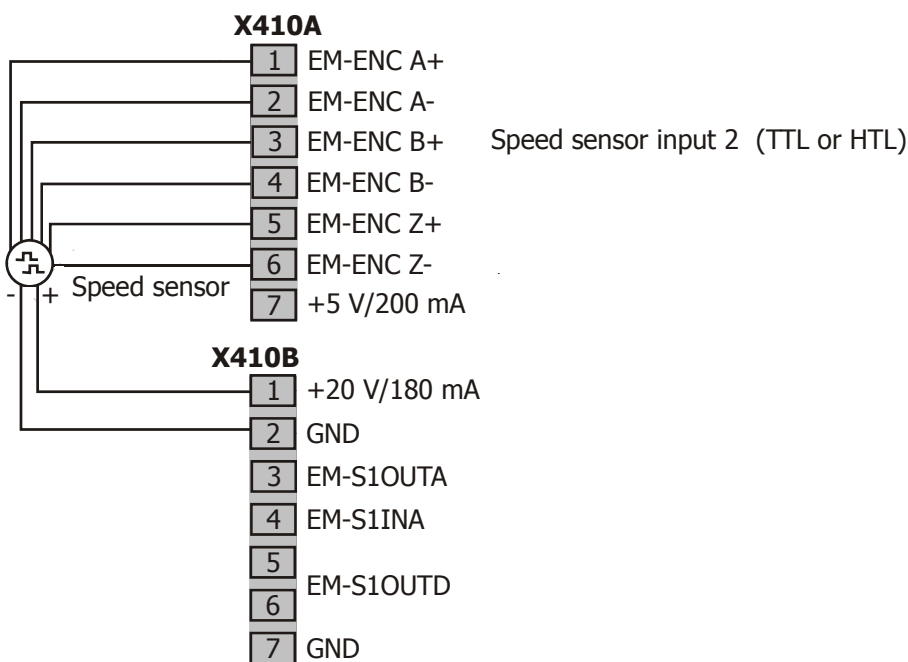 X410A
1 EM-ENC A+
2 EM-ENC A-
3 EM-ENC B+ Speed sensor input 2 (TTL or HTL)
4 EM-ENC B-
5 EM-ENC Z+
6 EM-ENC Z-
- + Speed sensor
7 +5 V/200 mA
X410B
1 +20 V/180 mA
2 GND
3 EM-S1OUTA
4 EM-S1INA
5
EM-S1OUTD
6
7 GND